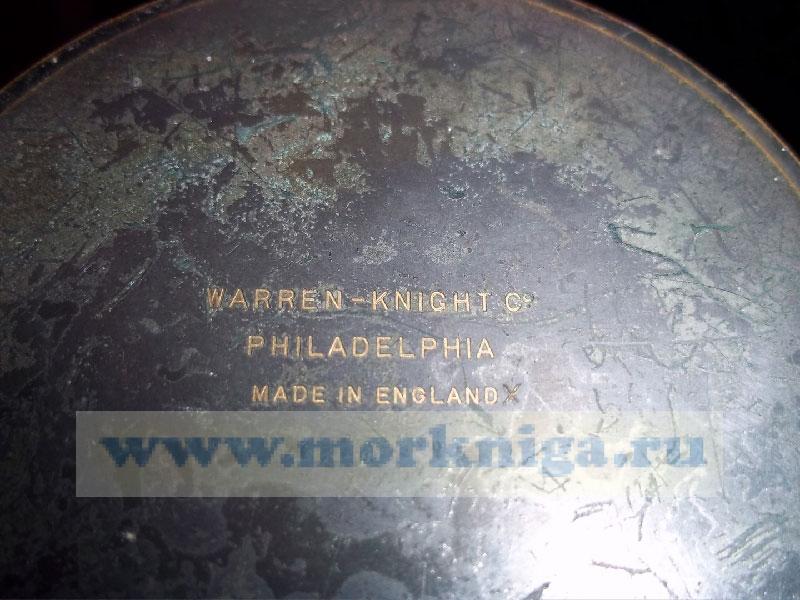 WARREN-KNIGHT Co
PHILADELPHIA
MADE IN ENGLAND X
www.morkniga.ru